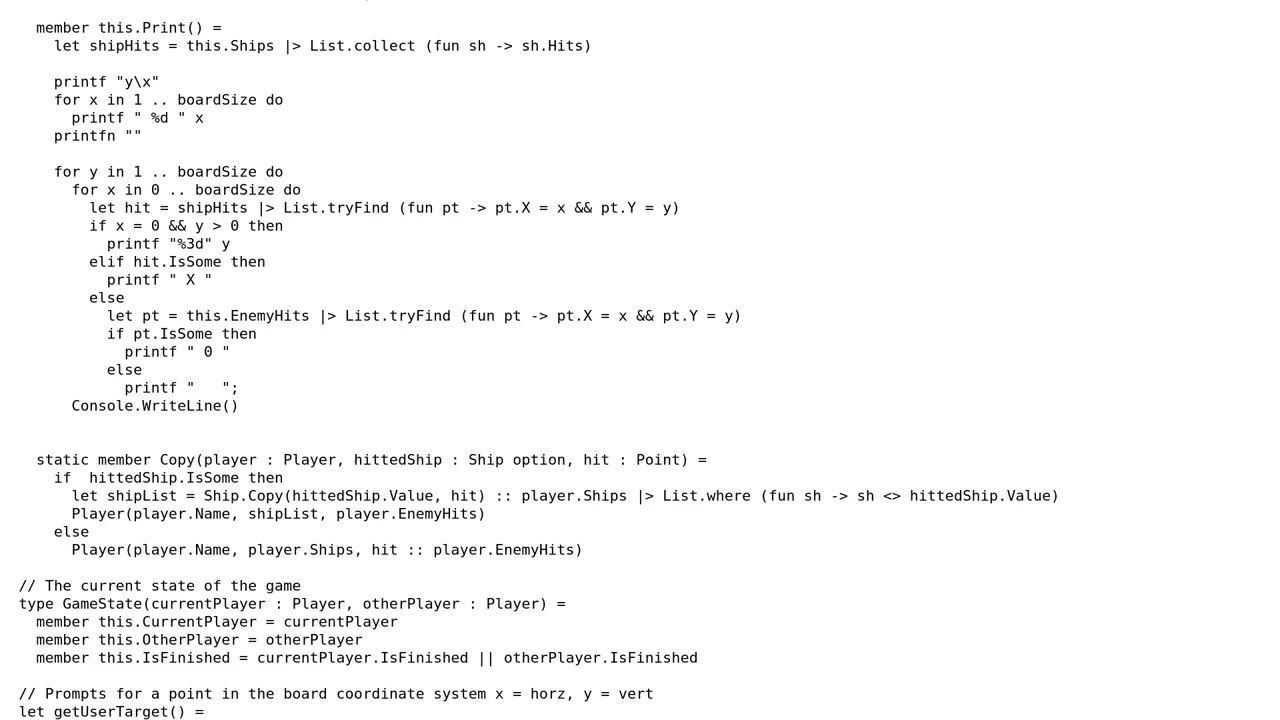 member this.Print() =
let shipHits = this.Ships |> List.collect (fun sh -> sh.Hits)
printf "y\x"
for x in 1 .. boardSize do
printf " %d " x
printfn ""
for y in 1 .. boardSize do
for x in 0 .. boardSize do
let hit = shipHits |> List.tryFind (fun pt -> pt.X = x && pt.Y = y)
if x = 0 && y > 0 then
printf "%3d" y
elif hit.IsSome then
printf " X "
else
let pt = this.EnemyHits |> List.tryFind (fun pt -> pt.X = x && pt.Y = y)
if pt.IsSome then
printf " 0 "
else
printf "   ";
Console.WriteLine()
static member Copy(player : Player, hittedShip : Ship option, hit : Point) =
if  hittedShip.IsSome then
let shipList = Ship.Copy(hittedShip.Value, hit) :: player.Ships |> List.where (fun sh -> sh <> hittedShip.Value)
Player(player.Name, shipList, player.EnemyHits)
else
Player(player.Name, player.Ships, hit :: player.EnemyHits)
// The current state of the game
type GameState(currentPlayer : Player, otherPlayer : Player) =
member this.CurrentPlayer = currentPlayer
member this.OtherPlayer = otherPlayer
member this.IsFinished = currentPlayer.IsFinished || otherPlayer.IsFinished
// Prompts for a point in the board coordinate system x = horz, y = vert
let getUserTarget() =